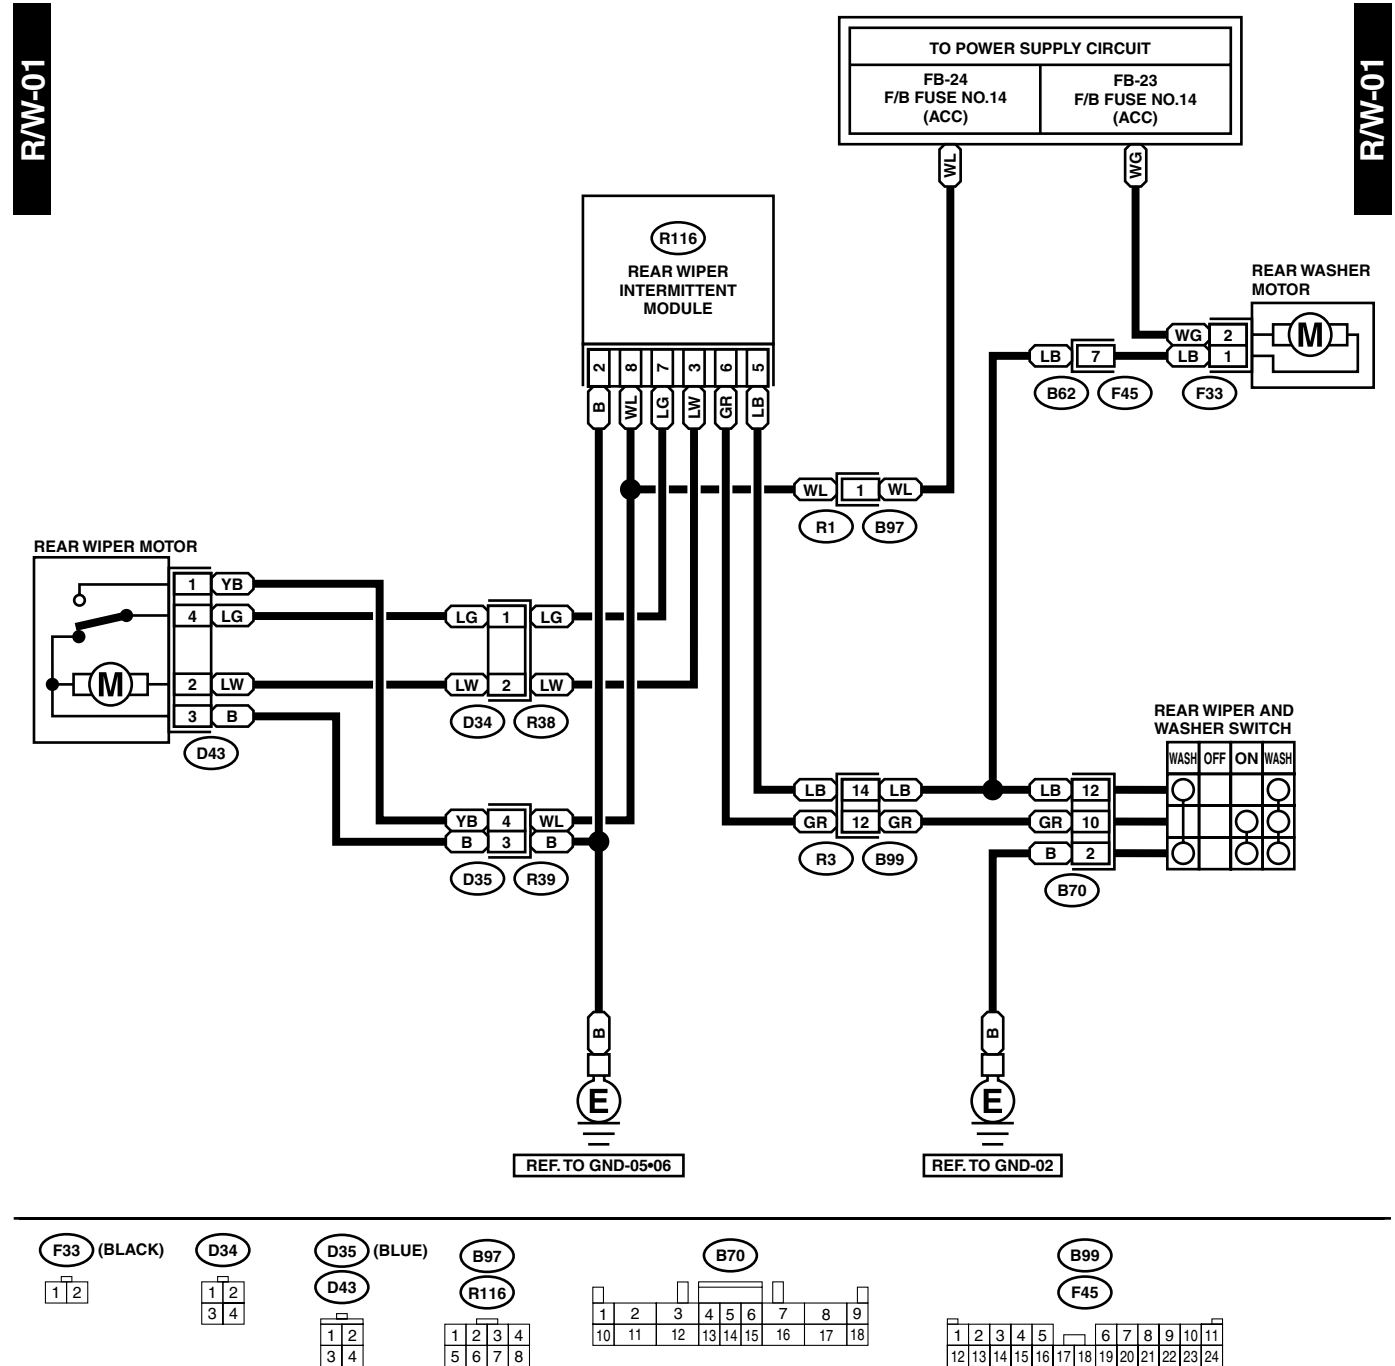 R/W-01
R/W-01
TO POWER SUPPLY CIRCUIT
FB-24
F/B FUSE NO.14
(ACC)
FB-23
F/B FUSE NO.14
(ACC)
WL
WG
R116
REAR WIPER
INTERMITTENT
MODULE
2 8 7 3 6 5
B WL LG LW GR LB
REAR WASHER
MOTOR
M
WG 2
LB 7 LB 1
B62 F45 F33
WL 1 WL
R1 B97
REAR WIPER MOTOR
1 YB
4 LG
LG 1 LG
M
2 LW
LW 2 LW
3 B
D34 R38
D43
REAR WIPER AND
WASHER SWITCH
WASH OFF ON WASH
LB 14 LB
LB 12
GR 12 GR
GR 10
R3 B99
B 2
B70
YB 4 WL
B 3 B
D35 R39
B
B
E
E
REF. TO GND-05•06
REF. TO GND-02
F33 (BLACK)
1 2
D34
1 2
3 4
D35 (BLUE)
D43
1 2
3 4
B97
R116
1 2 3 4
5 6 7 8
B70
1 2 3 4 5 6 7 8 9
10 11 12 13 14 15 16 17 18
B99
F45
1 2 3 4 5 6 7 8 9 10 11
12 13 14 15 16 17 18 19 20 21 22 23 24